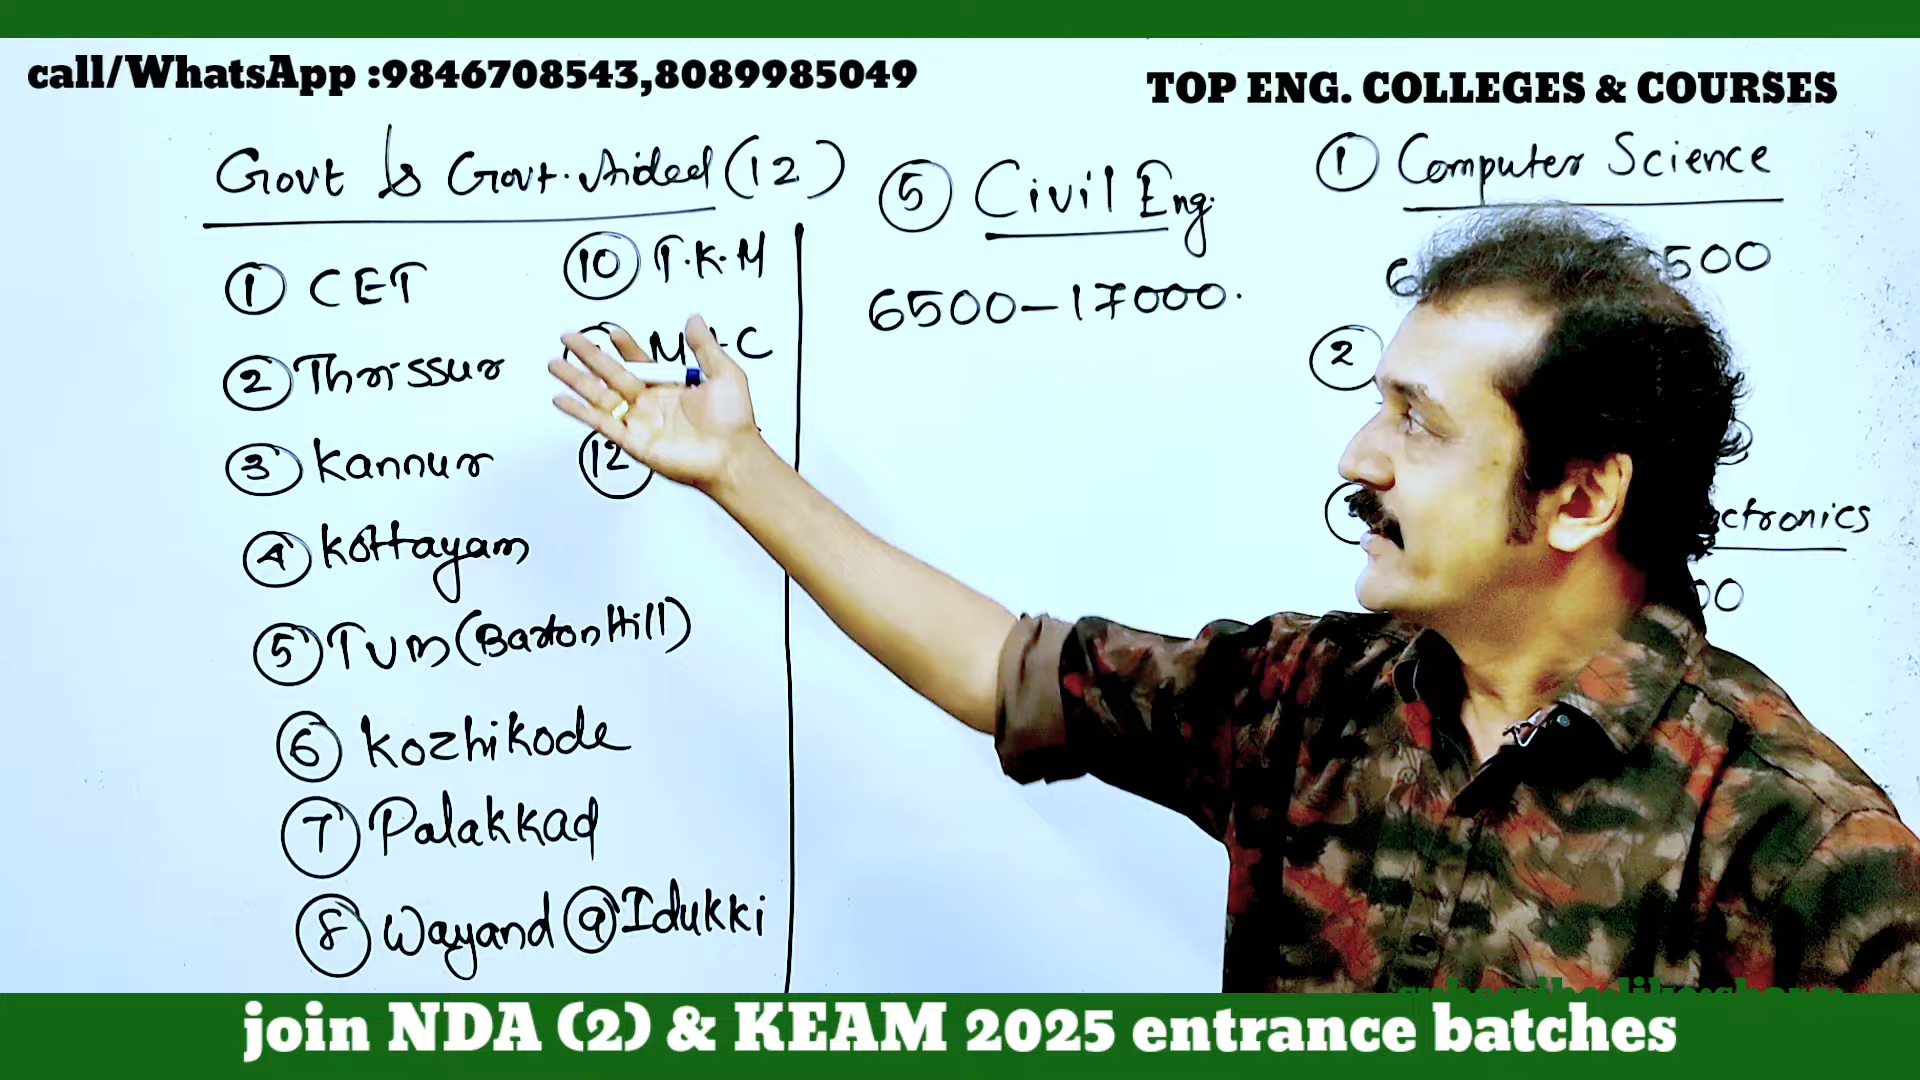 call/WhatsApp :9846708543,8089985049
TOP ENG. COLLEGES & COURSES
Govt & Govt. Aided (12)
① CET
② Thrissur
③ Kannur
④ Kottayam
⑤ TVM (Barton Hill)
⑥ Kozhikode
⑦ Palakkad
⑧ Wayand ⑨ Idukki
⑩ T.K.M
M C
⑫
⑤ Civil Eng.
6500-17000.
① Computer Science
500
②
ctronics
00
join NDA (2) & KEAM 2025 entrance batches